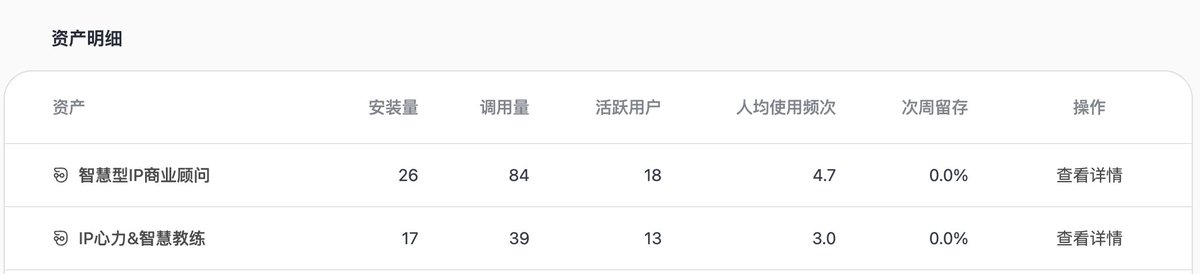 资产明细
资产 安装量 调用量 活跃用户 人均使用频次 次周留存 操作
智慧型IP商业顾问 26 84 18 4.7 0.0% 查看详情
IP心力&智慧教练 17 39 13 3.0 0.0% 查看详情